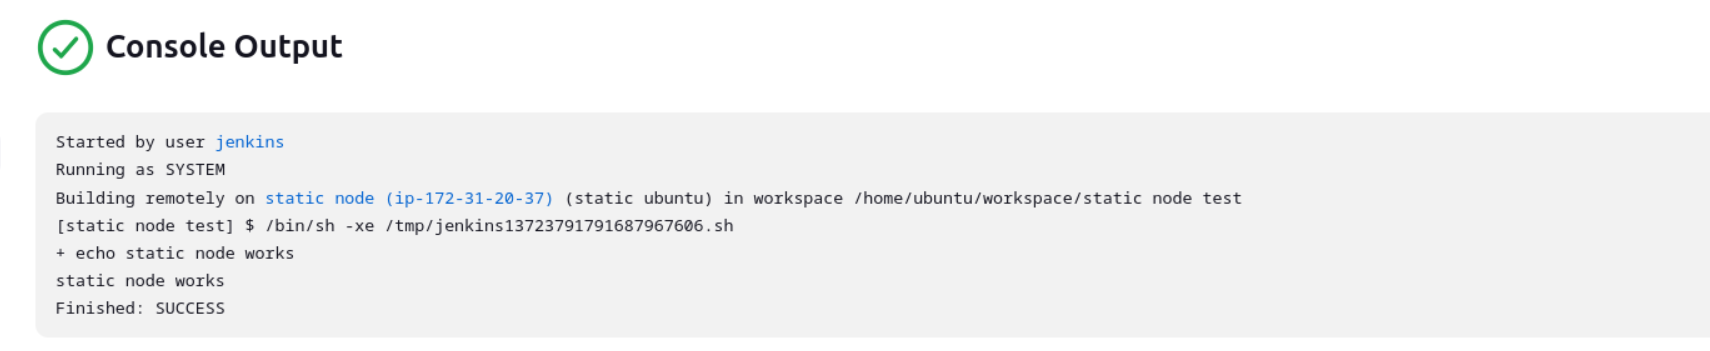 Console Output
Started by user jenkins
Running as SYSTEM
Building remotely on static node (ip-172-31-20-37) (static ubuntu) in workspace /home/ubuntu/workspace/static node test
[static node test] $ /bin/sh -xe /tmp/jenkins13723791791687967606.sh
+ echo static node works
static node works
Finished: SUCCESS